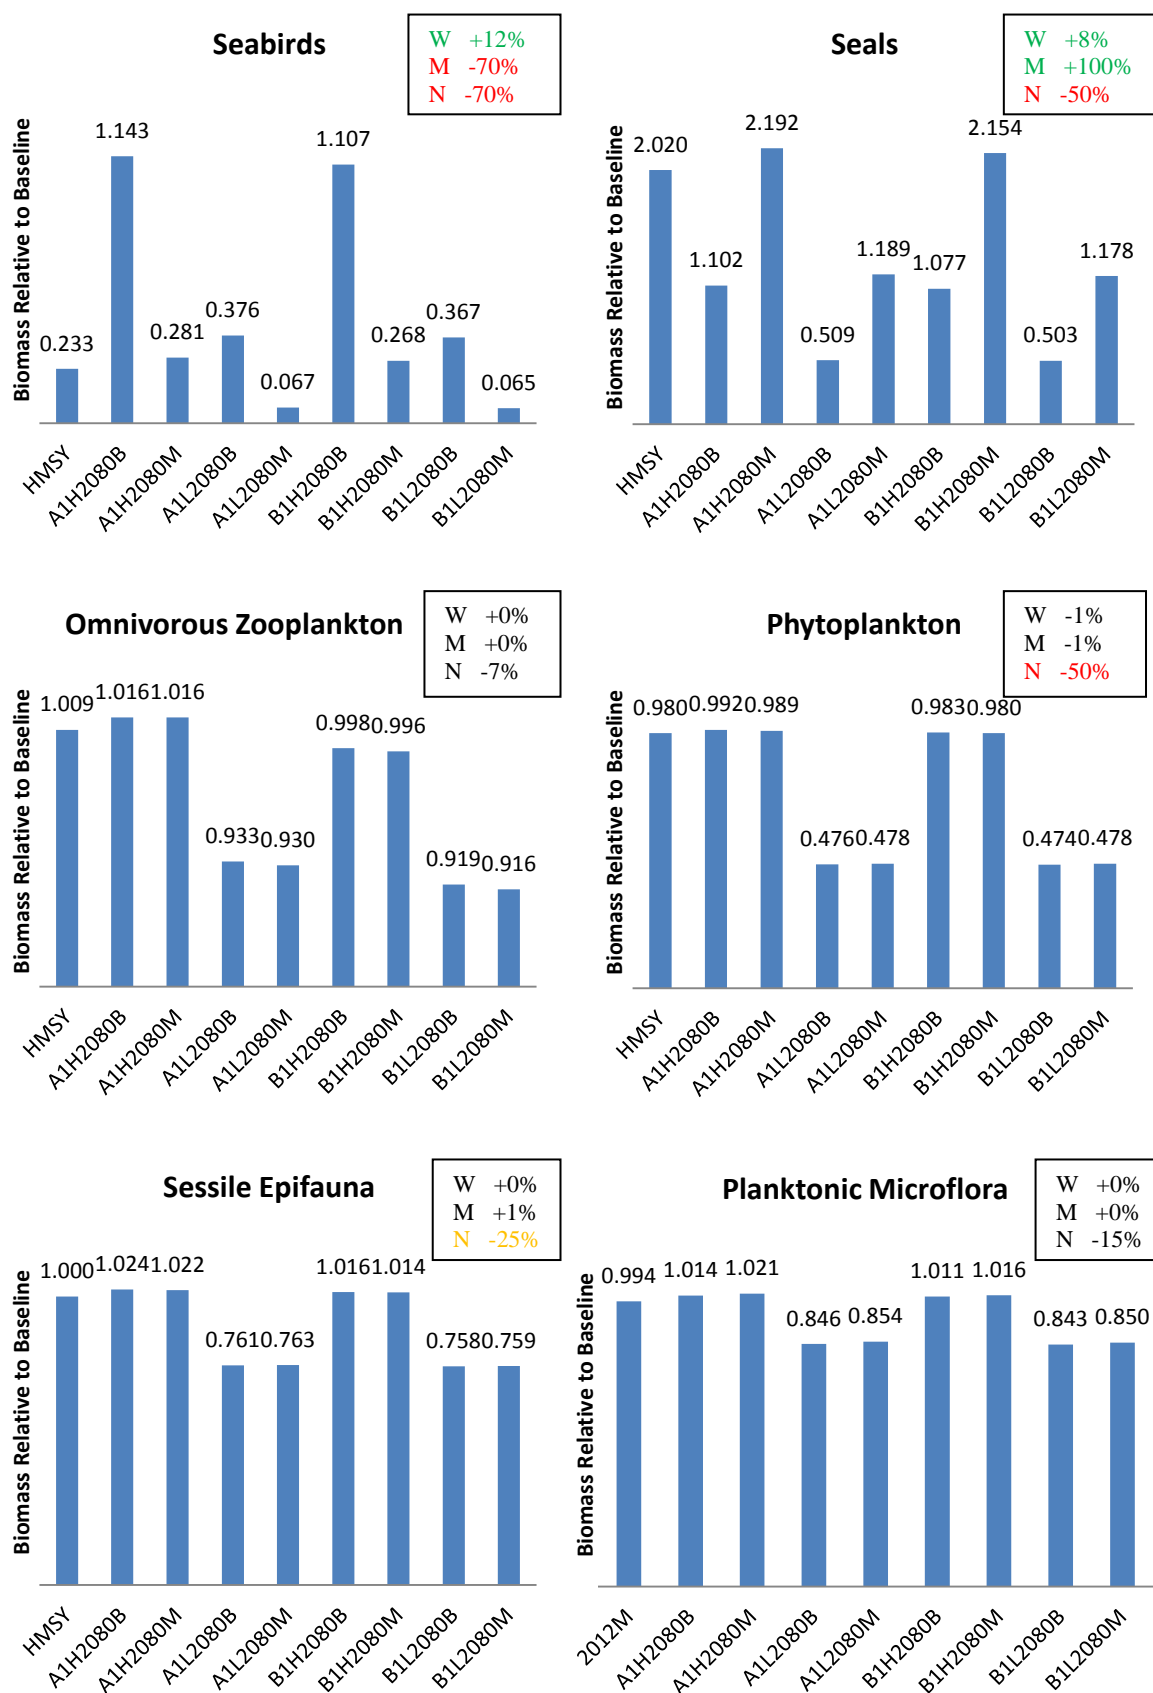 Seabirds
W +12%
M -70%
N -70%
Biomass Relative to Baseline
0.233
1.143
0.281
0.376
0.067
1.107
0.268
0.367
0.065
HMSY
A1H2080B
A1H2080M
A1L2080B
A1L2080M
B1H2080B
B1H2080M
B1L2080B
B1L2080M
Seals
W +8%
M +100%
N -50%
Biomass Relative to Baseline
2.020
1.102
2.192
0.509
1.189
1.077
2.154
0.503
1.178
HMSY
A1H2080B
A1H2080M
A1L2080B
A1L2080M
B1H2080B
B1H2080M
B1L2080B
B1L2080M
Omnivorous Zooplankton
W +0%
M +0%
N -7%
Biomass Relative to Baseline
1.009
1.016
1.016
0.933
0.930
0.998
0.996
0.919
0.916
HMSY
A1H2080B
A1H2080M
A1L2080B
A1L2080M
B1H2080B
B1H2080M
B1L2080B
B1L2080M
Phytoplankton
W -1%
M -1%
N -50%
Biomass Relative to Baseline
0.980
0.992
0.989
0.476
0.478
0.983
0.980
0.474
0.478
HMSY
A1H2080B
A1H2080M
A1L2080B
A1L2080M
B1H2080B
B1H2080M
B1L2080B
B1L2080M
Sessile Epifauna
W +0%
M +1%
N -25%
Biomass Relative to Baseline
1.000
1.024
1.022
0.761
0.763
1.016
1.014
0.758
0.759
HMSY
A1H2080B
A1H2080M
A1L2080B
A1L2080M
B1H2080B
B1H2080M
B1L2080B
B1L2080M
Planktonic Microflora
W +0%
M +0%
N -15%
Biomass Relative to Baseline
0.994
1.014
1.021
0.846
0.854
1.011
1.016
0.843
0.850
2012M
A1H2080B
A1H2080M
A1L2080B
A1L2080M
B1H2080B
B1H2080M
B1L2080B
B1L2080M